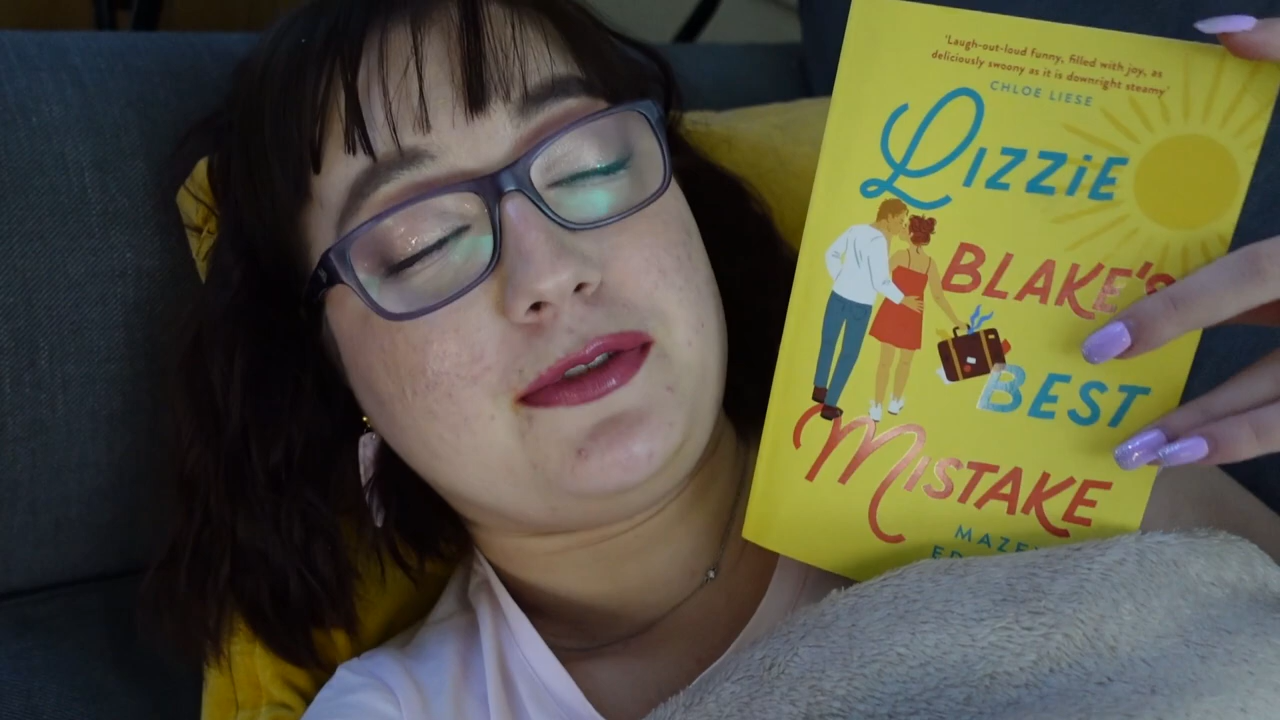 'Laugh-out-loud funny, filled with joy, as
deliciously swoony as it is downright steamy'
CHLOE LIESE
LIZZIE
BLAKE'S
BEST
MISTAKE